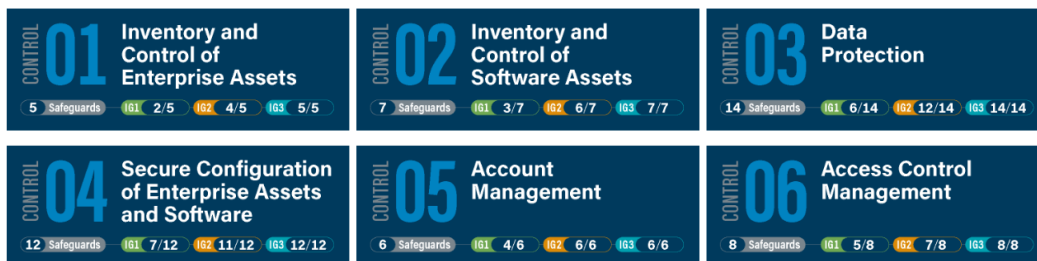 CONTROL
01
Inventory and
Control of
Enterprise Assets
5 Safeguards IG1 2/5 IG2 4/5 IG3 5/5
CONTROL
02
Inventory and
Control of
Software Assets
7 Safeguards IG1 3/7 IG2 6/7 IG3 7/7
CONTROL
03
Data
Protection
14 Safeguards IG1 6/14 IG2 12/14 IG3 14/14
CONTROL
04
Secure Configuration
of Enterprise Assets
and Software
12 Safeguards IG1 7/12 IG2 11/12 IG3 12/12
CONTROL
05
Account
Management
6 Safeguards IG1 4/6 IG2 6/6 IG3 6/6
CONTROL
06
Access Control
Management
8 Safeguards IG1 5/8 IG2 7/8 IG3 8/8